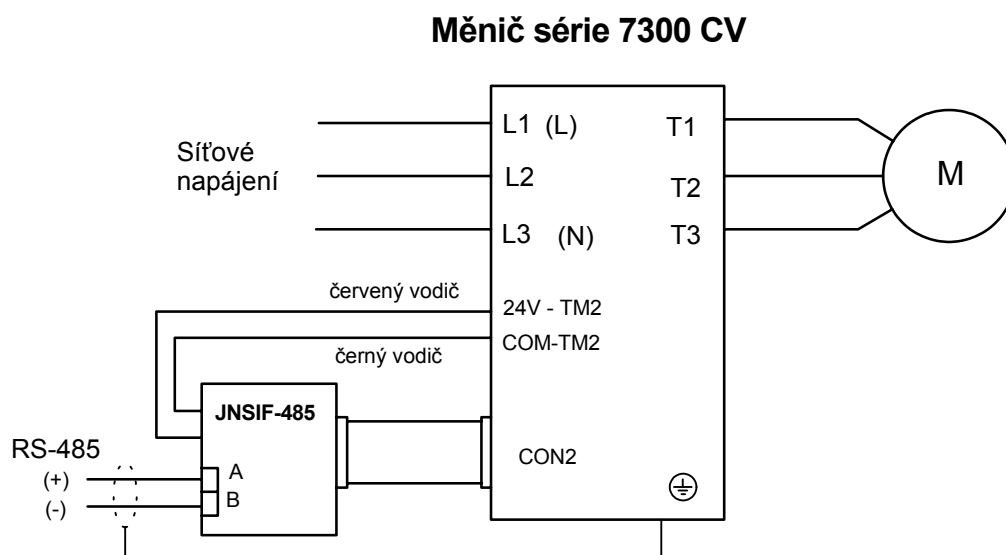 Měnič série 7300 CV
Síťové
napájení
L1 (L)
L2
L3 (N)
T1
T2
T3
M
červený vodič
24V - TM2
černý vodič
COM-TM2
JNSIF-485
RS-485
(+)
(-)
A
B
CON2